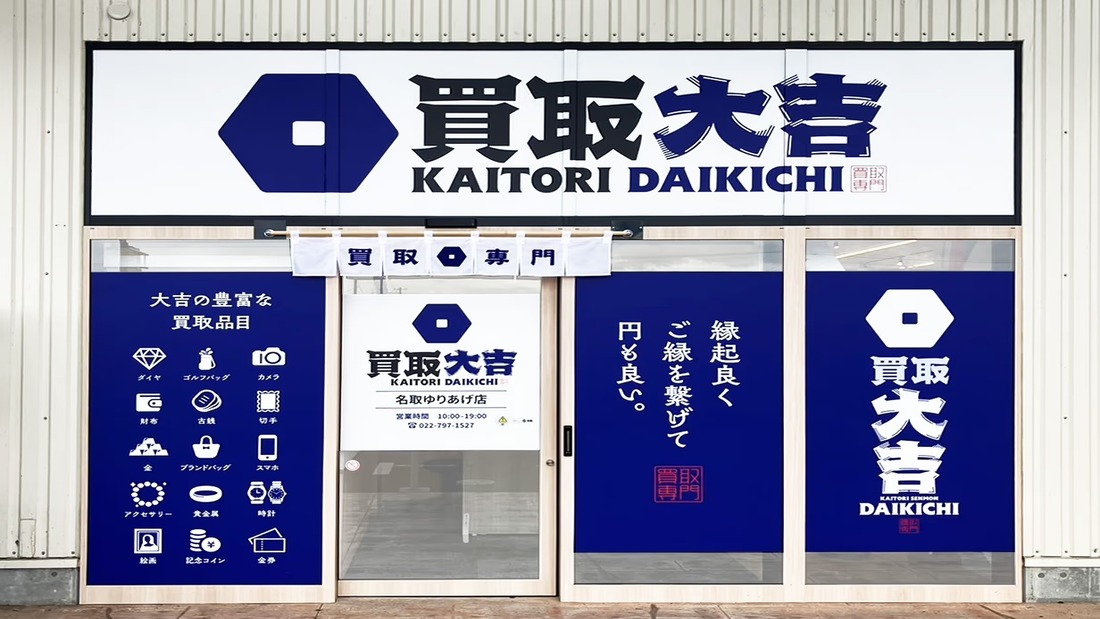 買取大吉
KAITORI DAIKICHI
買取専門
買取 専門
大吉の豊富な
買取品目
ダイヤ
ゴルフバッグ
カメラ
財布
古銭
切手
金
ブランドバッグ
スマホ
アクセサリー
貴金属
時計
絵画
記念コイン
金券
買取大吉
KAITORI DAIKICHI
名取ゆりあげ店
営業時間 10:00-19:00
☎022-797-1527
縁起良く
ご縁を繋げて
円も良い。
買取専門
買取
大吉
KAITORI SENMON
DAIKICHI